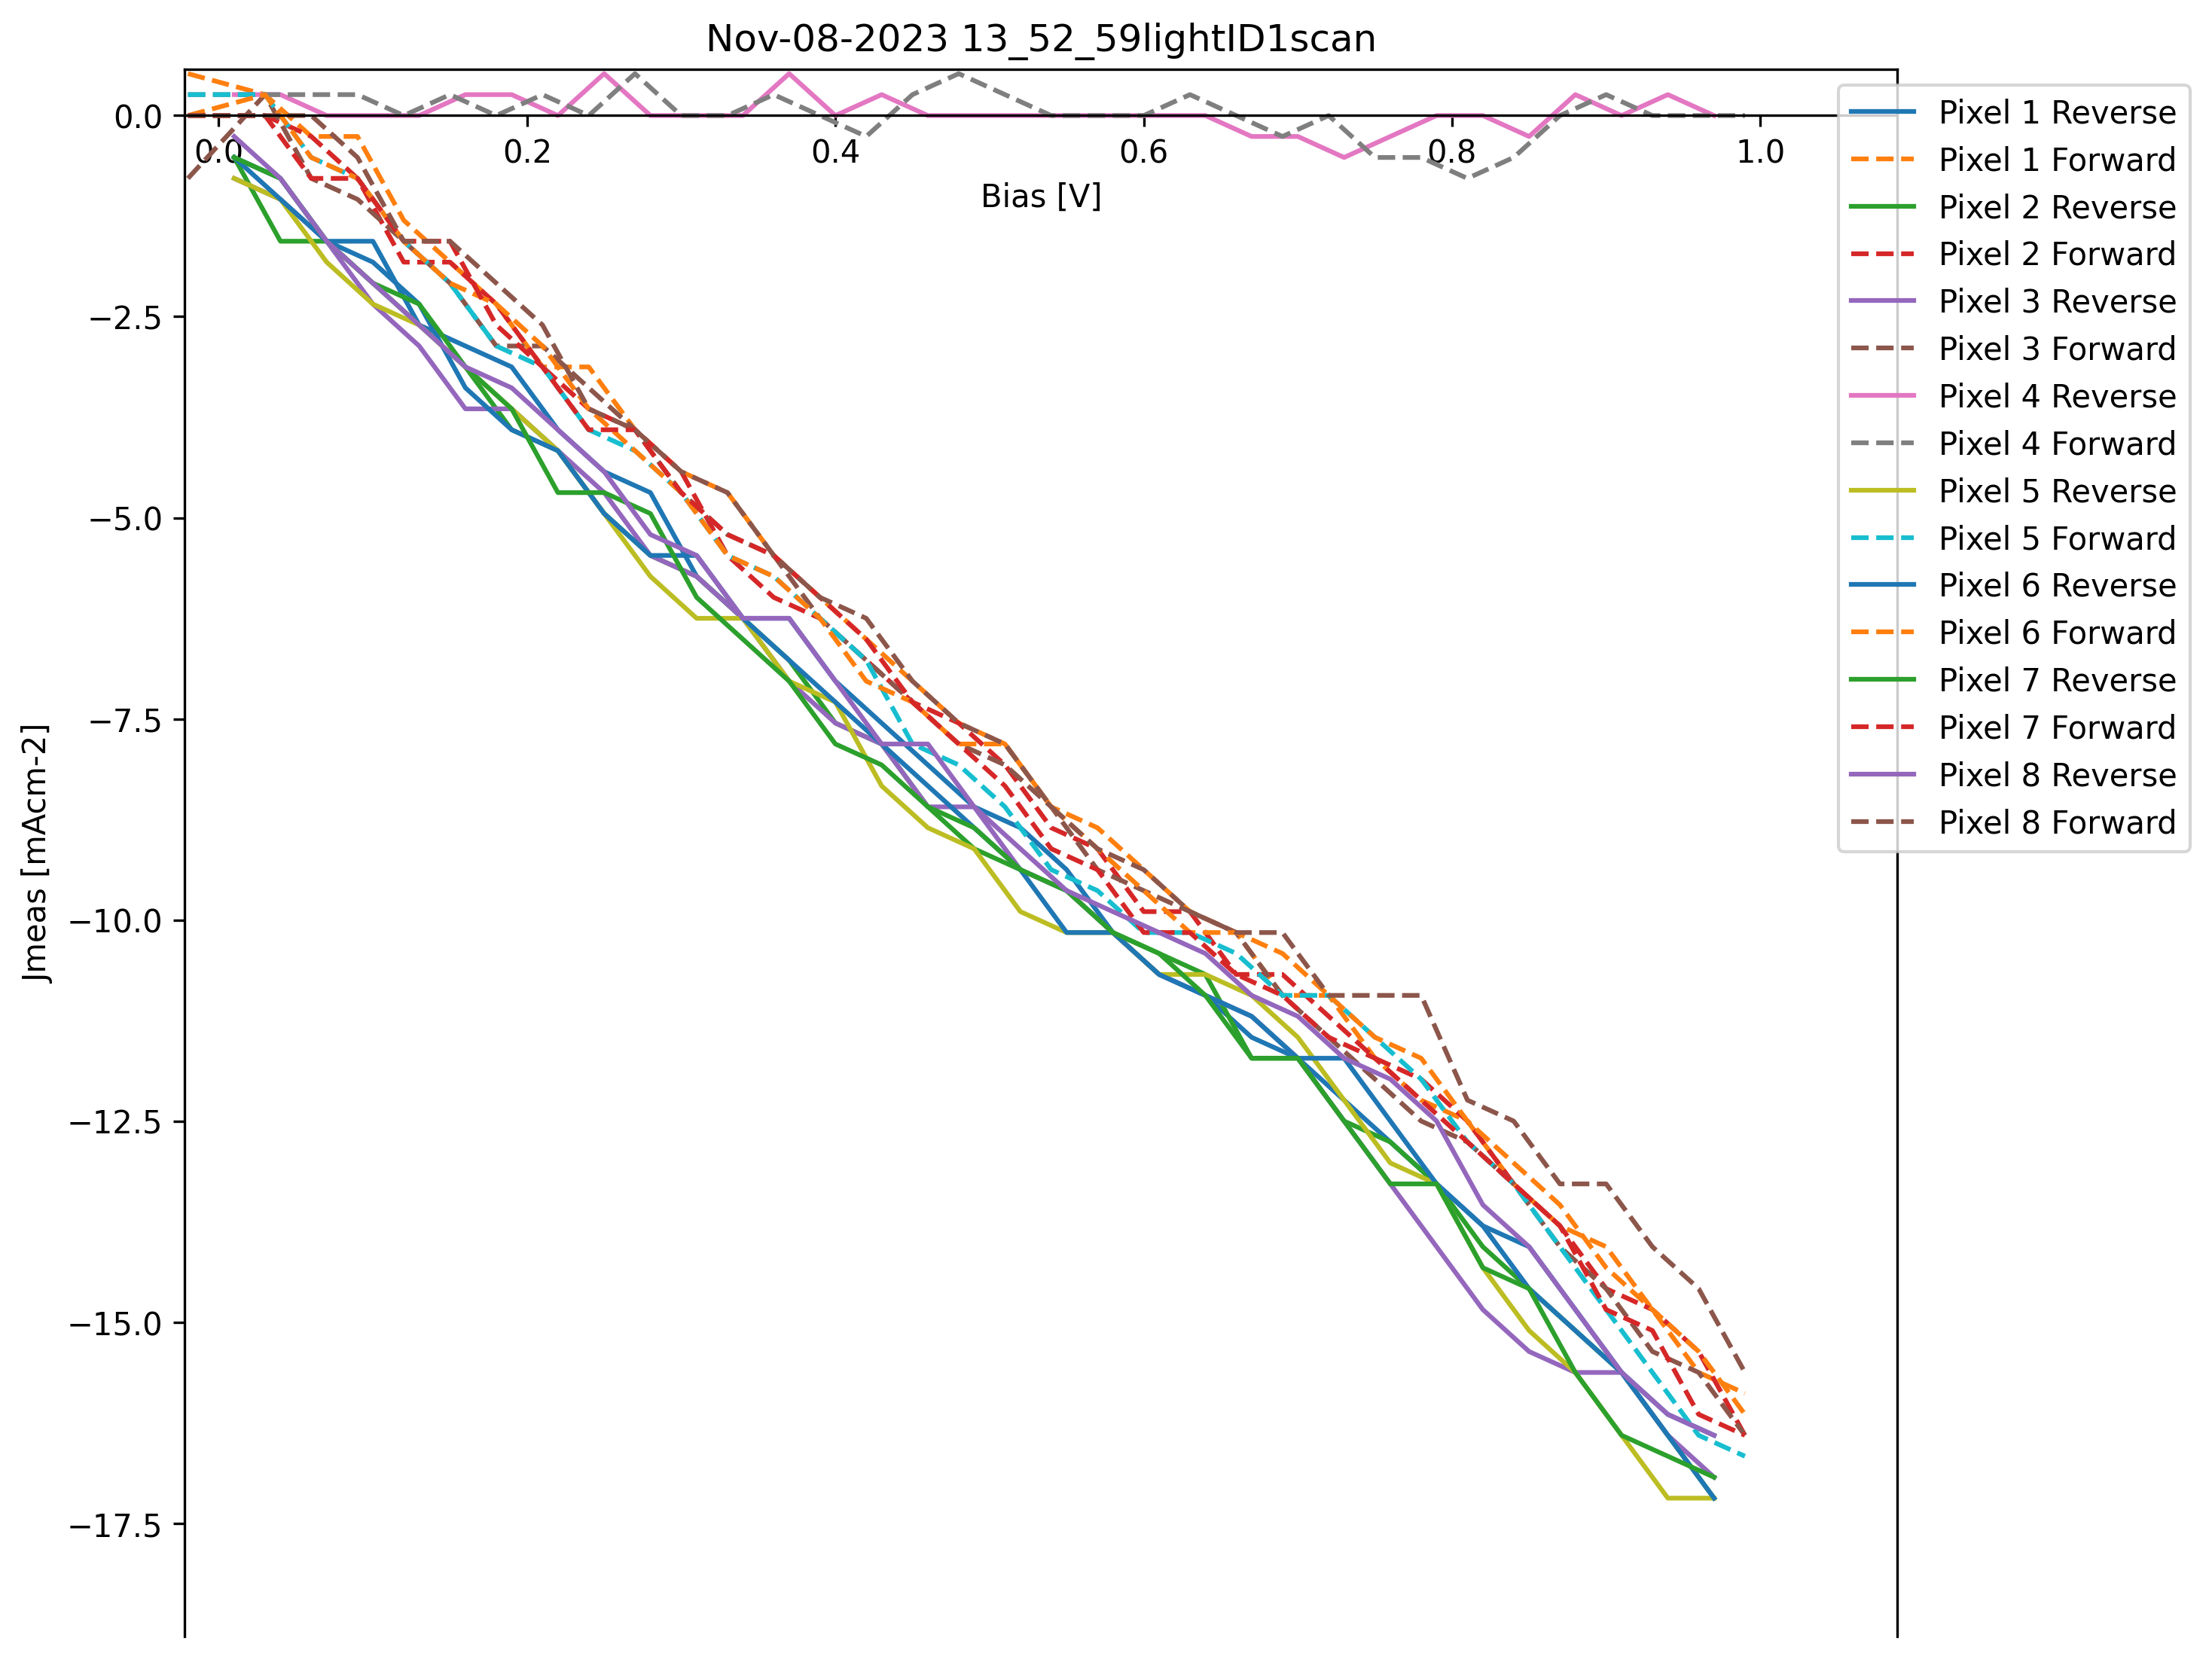 Nov-08-2023 13_52_59lightID1scan
0.0
−2.5
−5.0
−7.5
−10.0
−12.5
−15.0
−17.5
Jmeas [mAcm-2]
0.0 0.2 0.4 0.6 0.8 1.0
Bias [V]
Pixel 1 Reverse
Pixel 1 Forward
Pixel 2 Reverse
Pixel 2 Forward
Pixel 3 Reverse
Pixel 3 Forward
Pixel 4 Reverse
Pixel 4 Forward
Pixel 5 Reverse
Pixel 5 Forward
Pixel 6 Reverse
Pixel 6 Forward
Pixel 7 Reverse
Pixel 7 Forward
Pixel 8 Reverse
Pixel 8 Forward